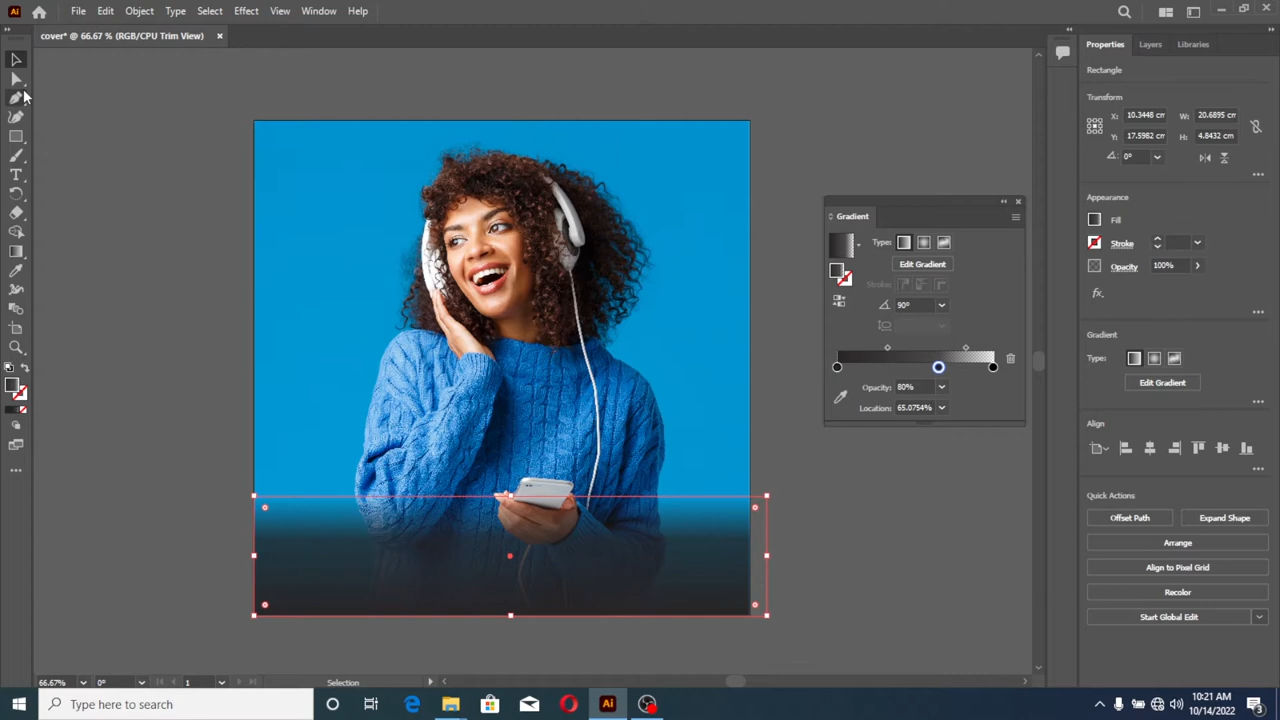 Ai File Edit Object Type Select Effect View Window Help
cover* @ 66.67 % (RGB/CPU Trim View) ×
Properties Layers Libraries
Rectangle
Transform
X: 10.3448 cm W: 20.6895 cm
Y: 17.5982 cm H: 4.8432 cm
0°
Appearance
Fill
Stroke
Opacity 100%
fx.
Gradient
Type:
Edit Gradient
Align
Quick Actions
Offset Path Expand Shape
Arrange
Align to Pixel Grid
Recolor
Start Global Edit
Gradient
Type:
Edit Gradient
Stroke:
90°
Opacity: 80%
Location: 65.0754%
66.67% 0° 1 Selection
Type here to search
Ai
10:21 AM
10/14/2022
3